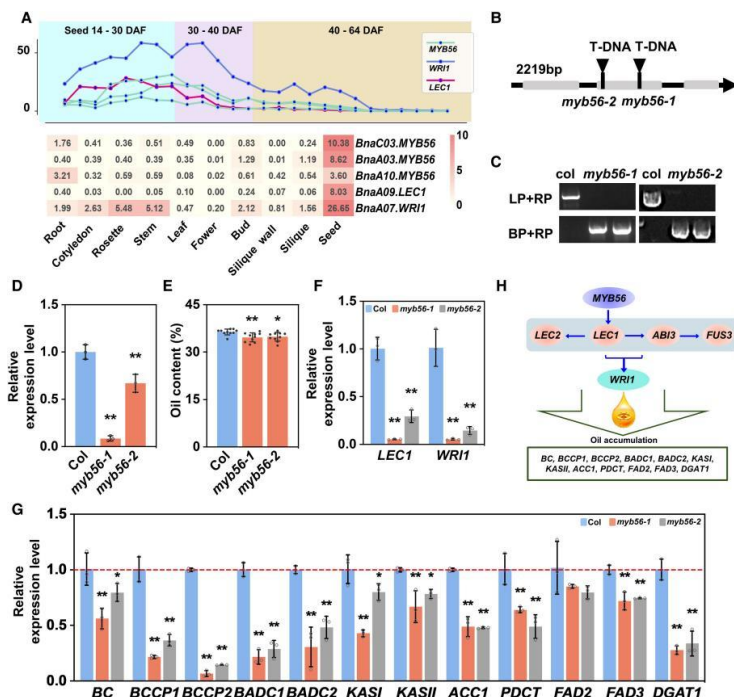 A
Seed 14 - 30 DAF
30 - 40 DAF
40 - 64 DAF
50
0
MYB56
WRI1
LEC1
1.76 0.41 0.36 0.51 0.49 0.00 0.83 0.00 0.24 10.38 BnaC03.MYB56
0.40 0.39 0.40 0.39 0.35 0.01 1.29 0.01 1.19 8.62 BnaA03.MYB56
3.21 0.32 0.59 0.59 0.08 0.02 0.61 0.42 0.54 3.60 BnaA10.MYB56
0.40 0.03 0.00 0.05 0.10 0.00 0.24 0.07 0.06 8.03 BnaA09.LEC1
1.99 2.63 5.48 5.12 0.47 0.20 2.12 0.81 1.56 26.65 BnaA07.WRI1
10
5
0
Root
Cotyledon
Rosette
Stem
Leaf
Fower
Bud
Silique wall
Silique
Seed
B
T-DNA T-DNA
2219bp
myb56-2 myb56-1
C
col myb56-1 col myb56-2
LP+RP
BP+RP
D
Relative
expression level
1.5
1.0
0.5
0.0
**
**
Col
myb56-1
myb56-2
E
Oil content (%)
45
30
15
0
**
*
Col
myb56-1
myb56-2
F
Col myb56-1 myb56-2
Relative
expression level
1.5
1.0
0.5
0.0
** ** ** **
LEC1 WRI1
H
MYB56
LEC2 LEC1 ABI3 FUS3
WRI1
Oil accumulation
BC, BCCP1, BCCP2, BADC1, BADC2, KASI,
KASII, ACC1, PDCT, FAD2, FAD3, DGAT1
G
Col myb56-1 myb56-2
Relative
expression level
1.5
1.0
0.5
0.0
** * ** ** ** ** ** ** ** ** ** * ** * ** ** ** ** ** ** ** **
BC BCCP1 BCCP2 BADC1 BADC2 KASI KASII ACC1 PDCT FAD2 FAD3 DGAT1